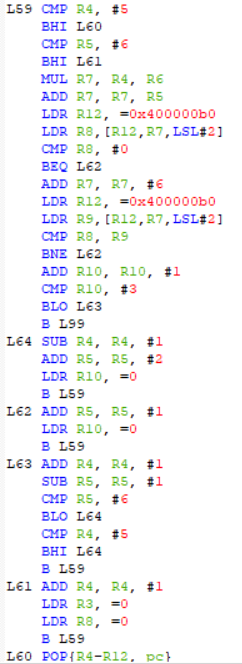 L59 CMP R4, #5
BHI L60
CMP R5, #6
BHI L61
MUL R7, R4, R6
ADD R7, R7, R5
LDR R12, =0x400000b0
LDR R8,[R12,R7,LSL#2]
CMP R8, #0
BEQ L62
ADD R7, R7, #6
LDR R12, =0x400000b0
LDR R9,[R12,R7,LSL#2]
CMP R8, R9
BNE L62
ADD R10, R10, #1
CMP R10, #3
BLO L63
B L99
L64 SUB R4, R4, #1
ADD R5, R5, #2
LDR R10, =0
B L59
L62 ADD R5, R5, #1
LDR R10, =0
B L59
L63 ADD R4, R4, #1
SUB R5, R5, #1
CMP R5, #6
BLO L64
CMP R4, #5
BHI L64
B L59
L61 ADD R4, R4, #1
LDR R3, =0
LDR R8, =0
B L59
L60 POP{R4-R12, pc}